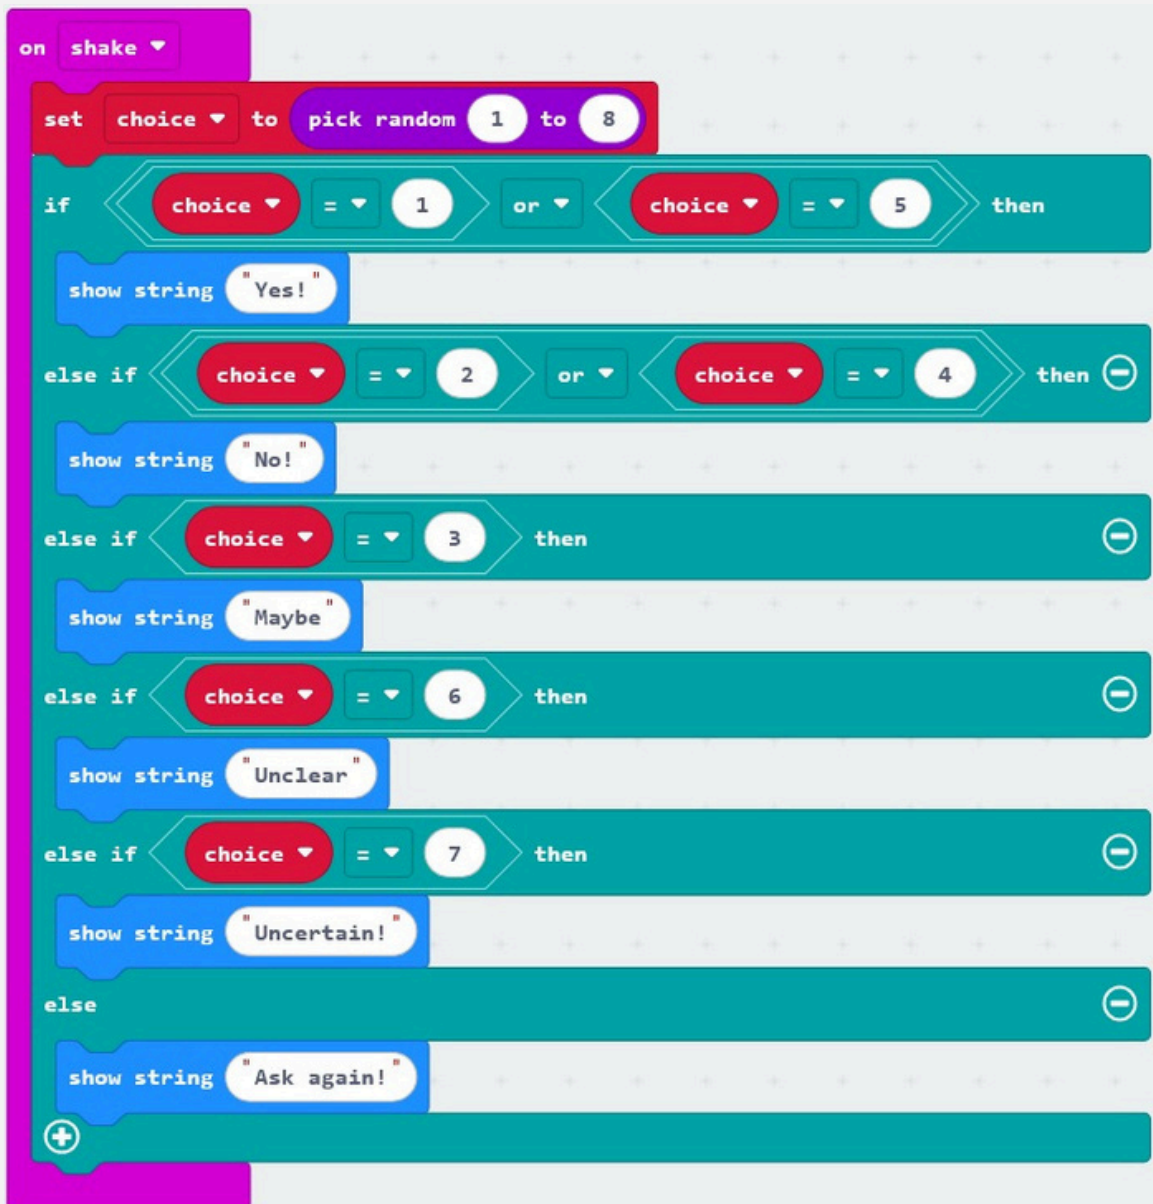 on shake
set choice to pick random 1 to 8
if choice = 1 or choice = 5 then
show string "Yes!"
else if choice = 2 or choice = 4 then
show string "No!"
else if choice = 3 then
show string "Maybe"
else if choice = 6 then
show string "Unclear"
else if choice = 7 then
show string "Uncertain!"
else
show string "Ask again!"